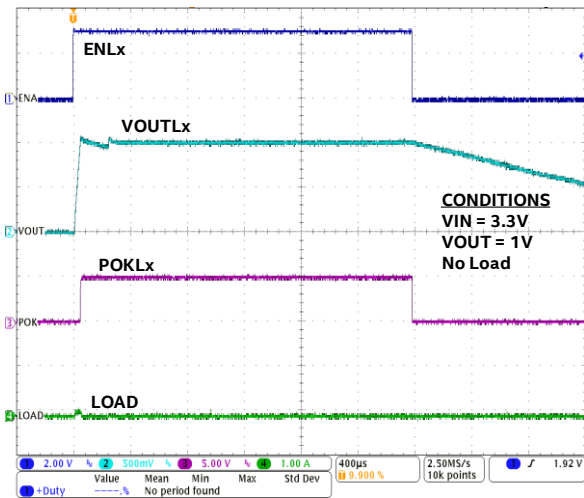 T
ENLx
1 ENA
VOUTLx
CONDITIONS
VIN = 3.3V
VOUT = 1V
No Load
2 VOUT
POKLx
3 POK
LOAD
4 LOAD
1 2.00 V 2 500mV 3 5.00 V 4 1.00 A 400µs 2.50MS/s 1 1.92 V
T 9.900 % 10k points
Value Mean Min Max Std Dev
1 +Duty ----.% No period found